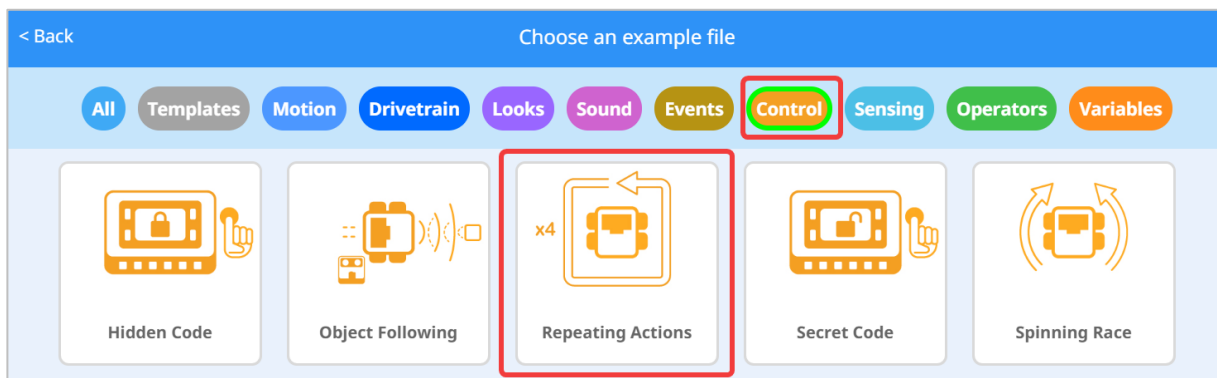 < Back Choose an example file
All Templates Motion Drivetrain Looks Sound Events Control Sensing Operators Variables
x4
Hidden Code Object Following Repeating Actions Secret Code Spinning Race